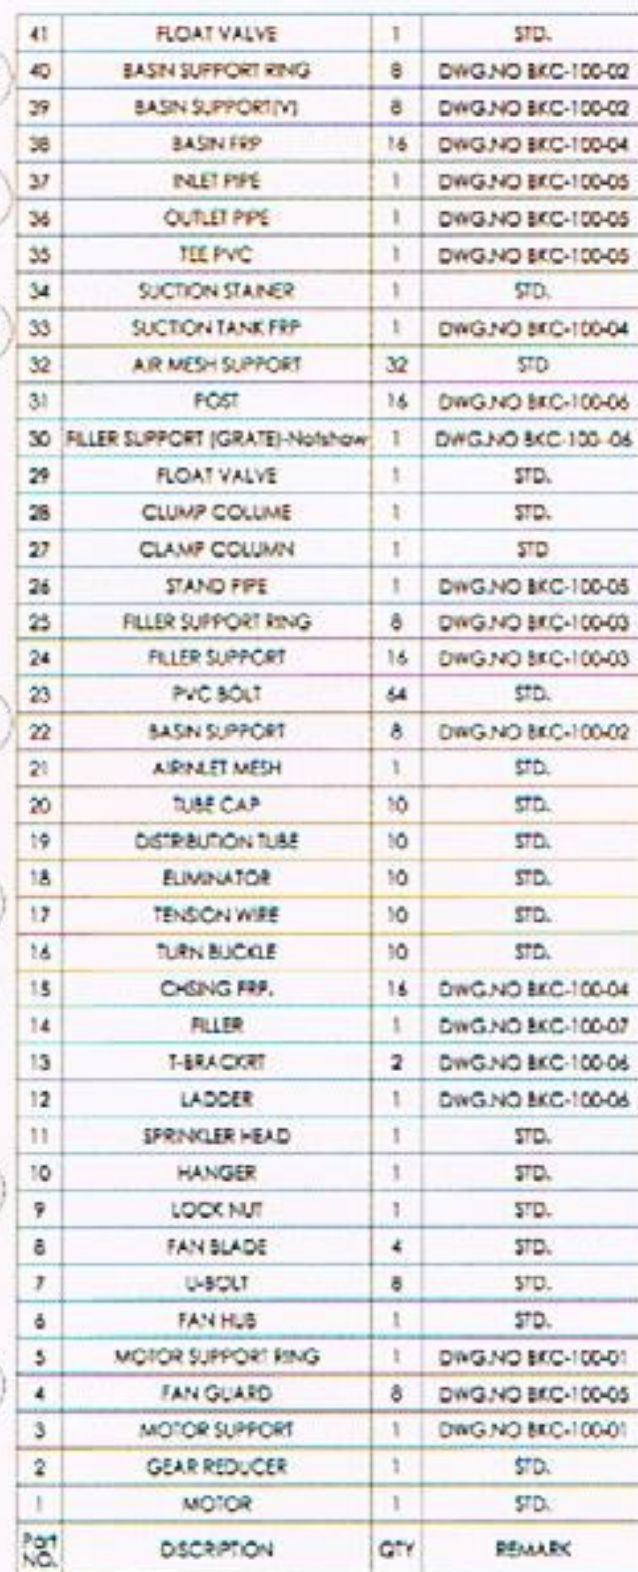 41 FLOAT VALVE 1 STD.
40 BASIN SUPPORT RING 8 DWG.NO BKC-100-02
39 BASIN SUPPORT(V) 8 DWG.NO BKC-100-02
38 BASIN FRP 16 DWG.NO BKC-100-04
37 INLET PIPE 1 DWG.NO BKC-100-05
36 OUTLET PIPE 1 DWG.NO BKC-100-05
35 TEE PVC 1 DWG.NO BKC-100-05
34 SUCTION STAINER 1 STD.
33 SUCTION TANK FRP 1 DWG.NO BKC-100-04
32 AIR MESH SUPPORT 32 STD
31 POST 16 DWG.NO BKC-100-06
30 FILLER SUPPORT (GRATE)-Notshow 1 DWG.NO BKC-100--06
29 FLOAT VALVE 1 STD.
28 CLUMP COLUME 1 STD.
27 CLAMP COLUMN 1 STD
26 STAND PIPE 1 DWG.NO BKC-100-05
25 FILLER SUPPORT RING 8 DWG.NO BKC-100-03
24 FILLER SUPPORT 16 DWG.NO BKC-100-03
23 PVC BOLT 64 STD.
22 BASIN SUPPORT 8 DWG.NO BKC-100-02
21 AIRINLET MESH 1 STD.
20 TUBE CAP 10 STD.
19 DISTRIBUTION TUBE 10 STD.
18 ELIMINATOR 10 STD.
17 TENSION WIRE 10 STD.
16 TURN BUCKLE 10 STD.
15 CHSING FRP. 16 DWG.NO BKC-100-04
14 FILLER 1 DWG.NO BKC-100-07
13 T-BRACKRT 2 DWG.NO BKC-100-06
12 LADDER 1 DWG.NO BKC-100-06
11 SPRINKLER HEAD 1 STD.
10 HANGER 1 STD.
9 LOCK NUT 1 STD.
8 FAN BLADE 4 STD.
7 U-BOLT 8 STD.
6 FAN HUB 1 STD.
5 MOTOR SUPPORT RING 1 DWG.NO BKC-100-01
4 FAN GUARD 8 DWG.NO BKC-100-05
3 MOTOR SUPPORT 1 DWG.NO BKC-100-01
2 GEAR REDUCER 1 STD.
1 MOTOR 1 STD.
Part NO. DISCRIPTION QTY REMARK